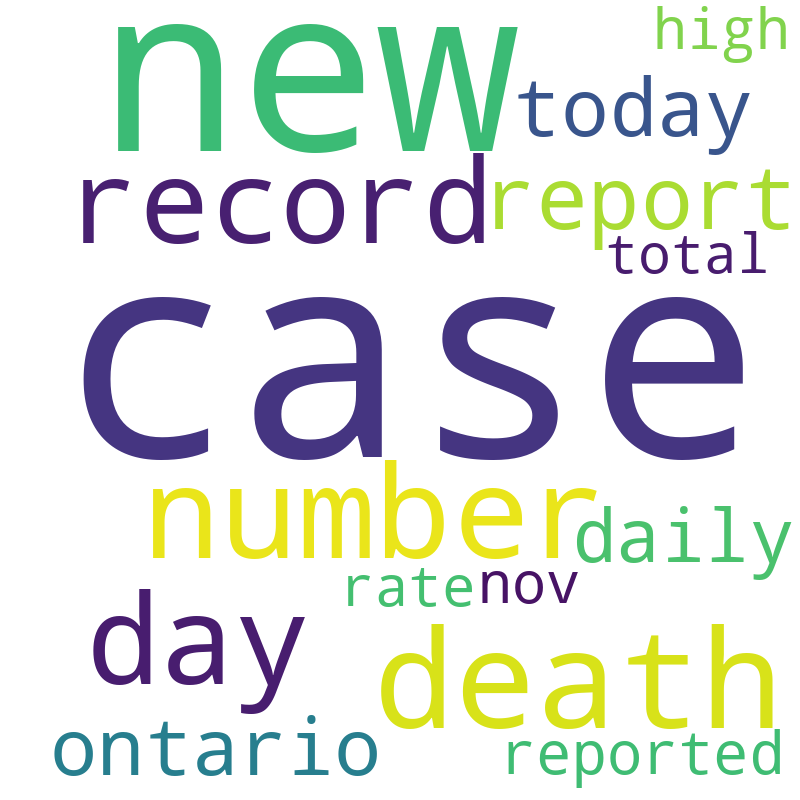 high
new
today
record
report
total
case
number
daily
rate
nov
day
death
ontario
reported